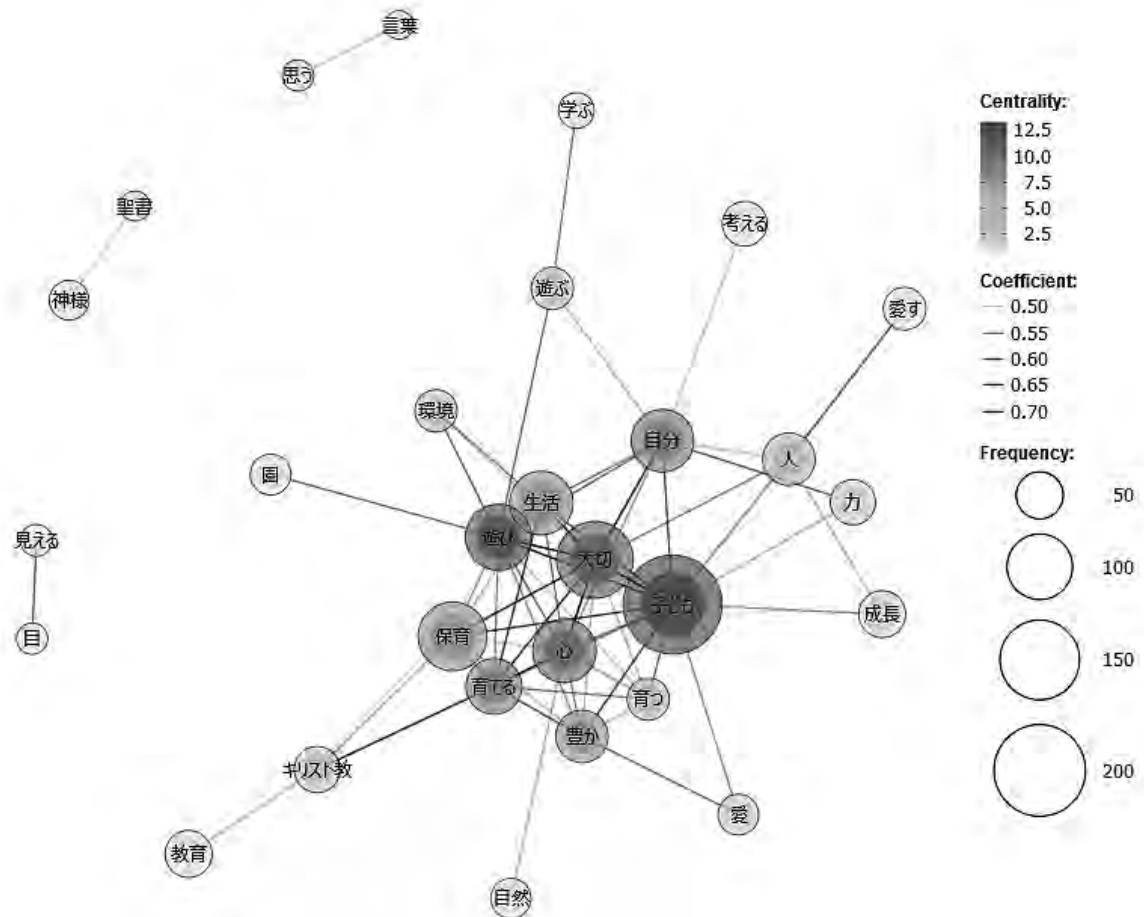 言葉
思う
学ぶ
聖書
考える
神様
遊ぶ
愛す
環境
自分
人
園
生活
力
遊び
見える
大切
子ども
成長
目
保育
心
育てる
育つ
豊か
キリスト教
愛
教育
自然
Centrality:
12.5
10.0
7.5
5.0
2.5
Coefficient:
0.50
0.55
0.60
0.65
0.70
Frequency:
50
100
150
200